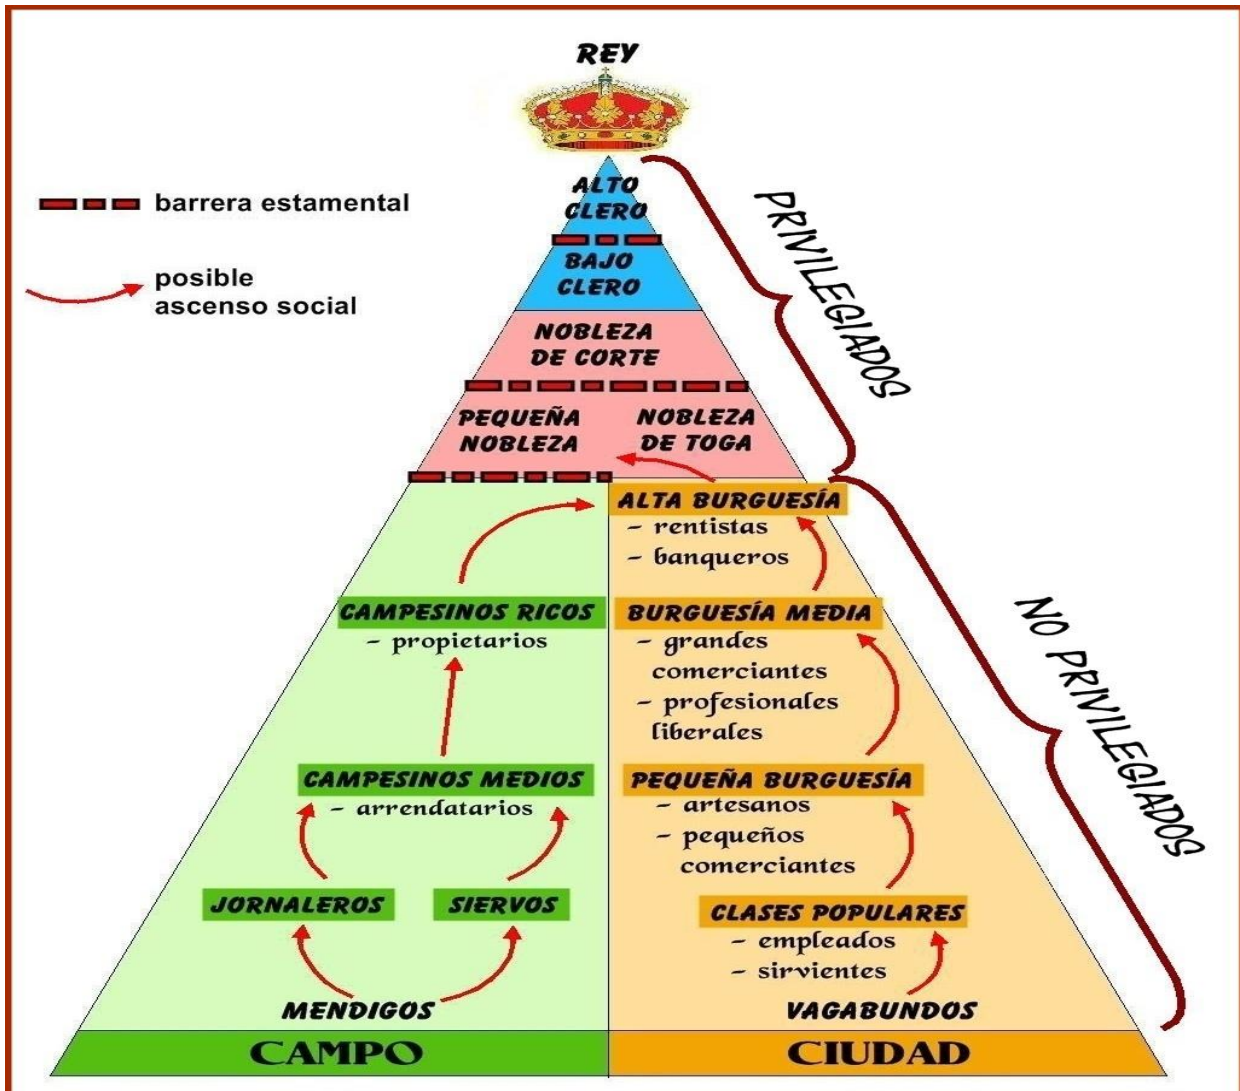 REY
barrera estamental
posible
ascenso social
ALTO
CLERO
BAJO
CLERO
NOBLEZA
DE CORTE
PEQUEÑA
NOBLEZA
NOBLEZA
DE TOGA
PRIVILEGIADOS
ALTA BURGUESÍA
- rentistas
- banqueros
CAMPESINOS RICOS
- propietarios
BURGUESÍA MEDIA
- grandes
comerciantes
- profesionales
liberales
NO PRIVILEGIADOS
CAMPESINOS MEDIOS
- arrendatarios
PEQUEÑA BURGUESÍA
- artesanos
- pequeños
comerciantes
JORNALEROS
SIERVOS
CLASES POPULARES
- empleados
- sirvientes
MENDIGOS
VAGABUNDOS
CAMPO
CIUDAD